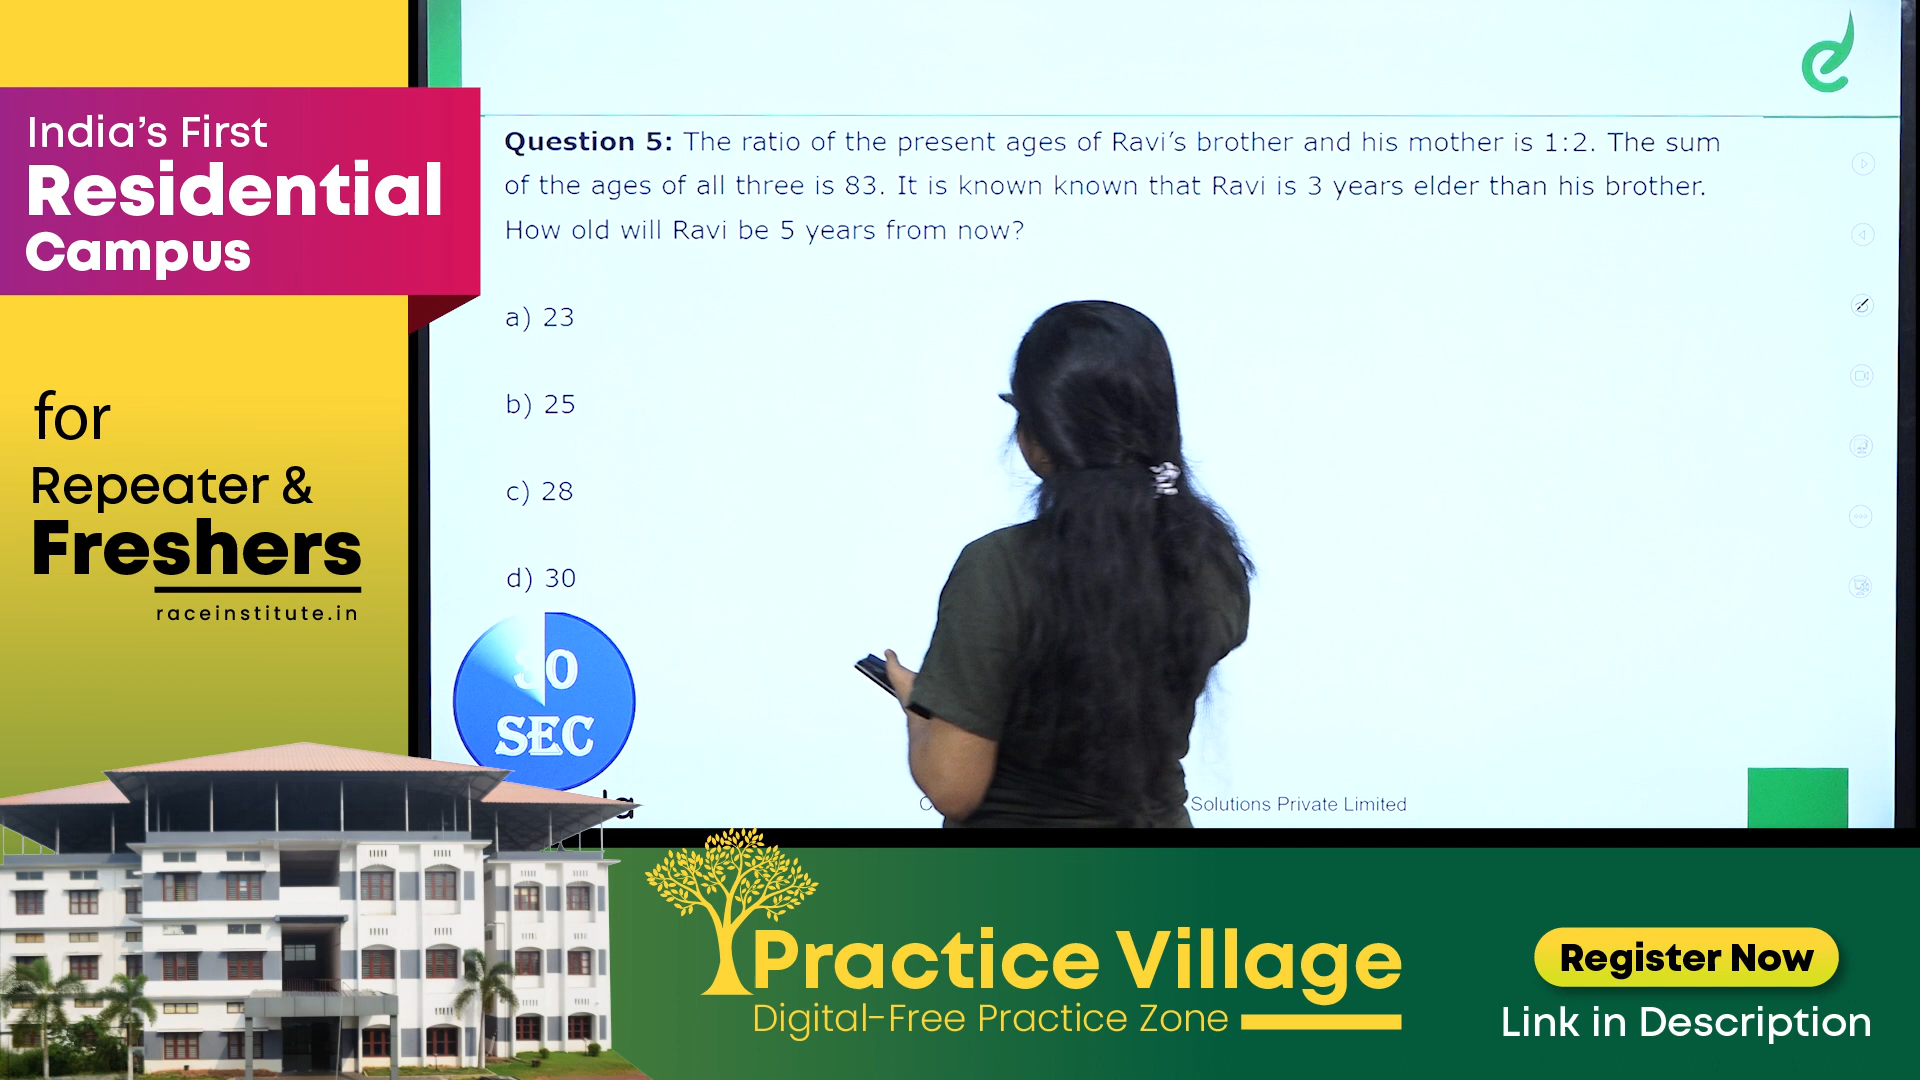 India's First
Residential
Campus
for
Repeater &
Freshers
raceinstitute.in
Question 5: The ratio of the present ages of Ravi's brother and his mother is 1:2. The sum
of the ages of all three is 83. It is known known that Ravi is 3 years elder than his brother.
How old will Ravi be 5 years from now?
a) 23
b) 25
c) 28
d) 30
30
SEC
Solutions Private Limited
Practice Village
Digital-Free Practice Zone
Register Now
Link in Description